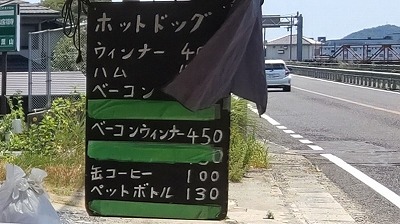 ホットドッグ
ウィンナー 4
ハム
ベーコン
ベーコンウィンナー 450
50
缶コーヒー 100
ペットボトル 130